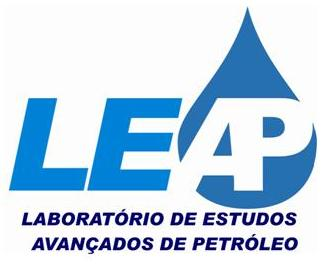 LEAP
LABORATÓRIO DE ESTUDOS
AVANÇADOS DE PETRÓLEO